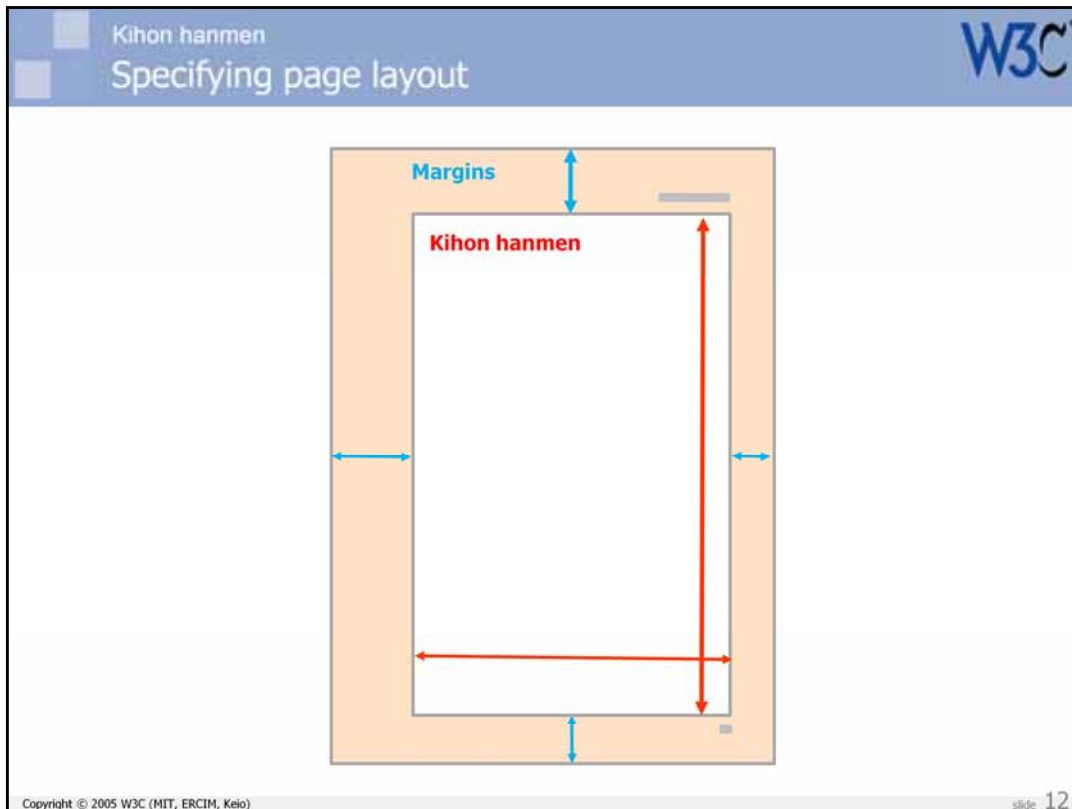 Kihon hanmen
Specifying page layout
W3C
Margins
Kihon hanmen
Copyright © 2005 W3C (MIT, ERCIM, Keio)
slide 12